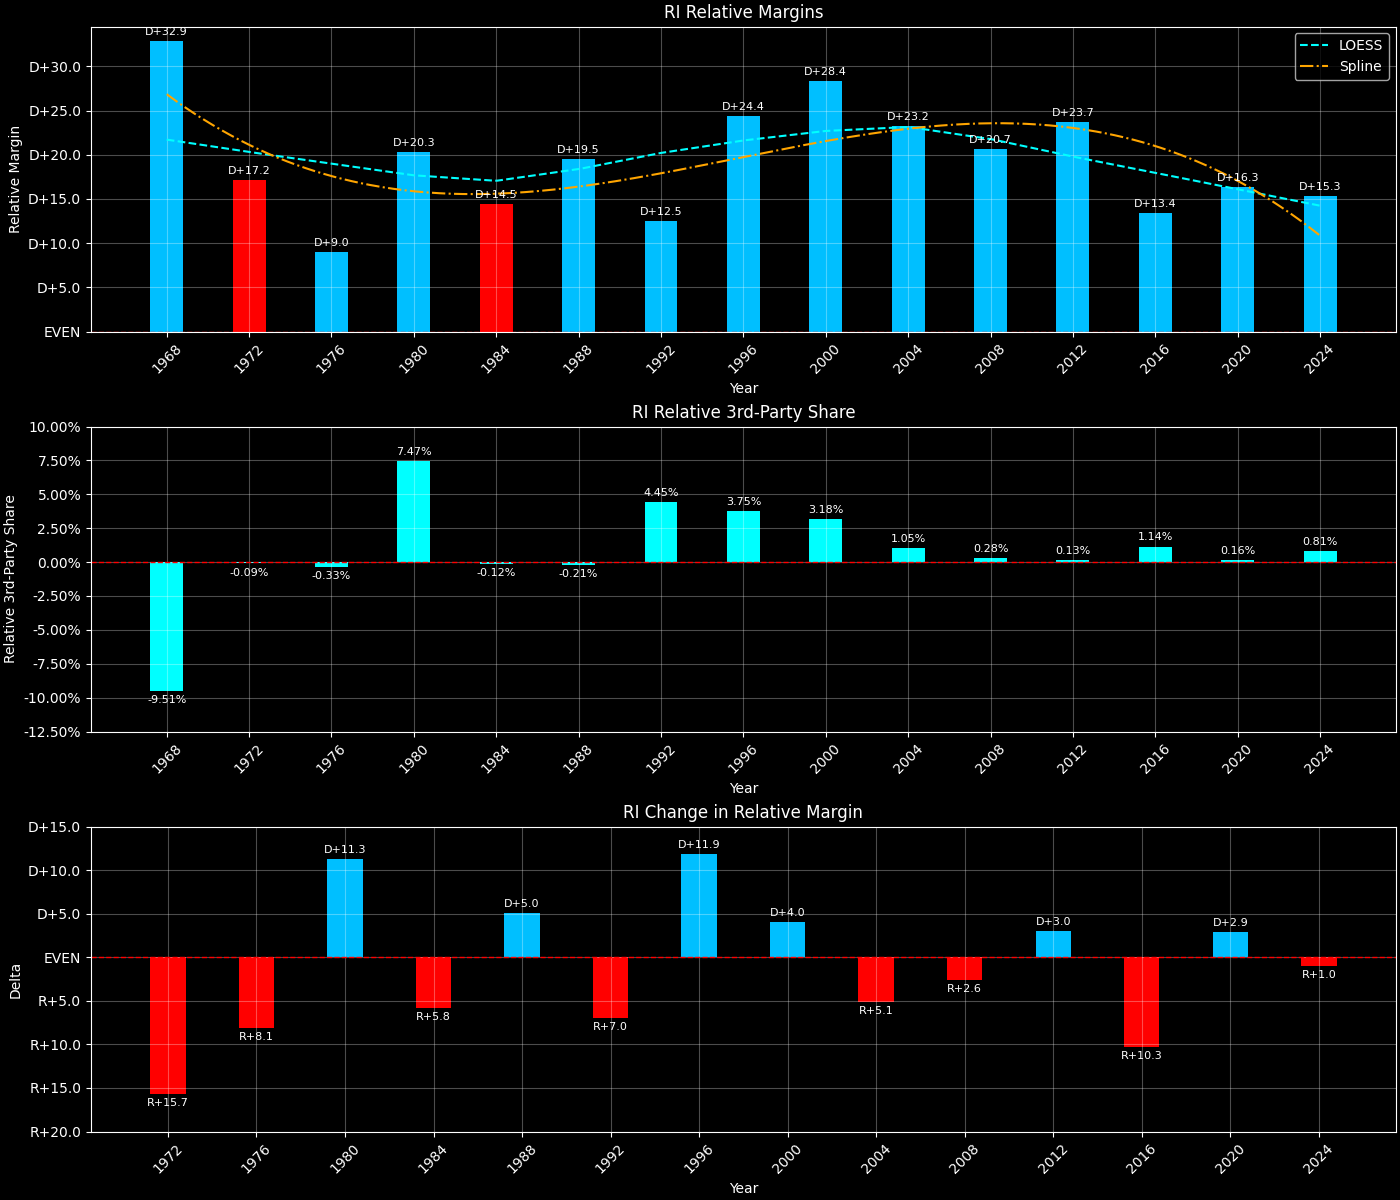 RI Relative Margins
Relative Margin
D+30.0
D+25.0
D+20.0
D+15.0
D+10.0
D+5.0
EVEN
D+32.9
D+17.2
D+9.0
D+20.3
D+14.5
D+19.5
D+12.5
D+24.4
D+28.4
D+23.2
D+20.7
D+23.7
D+13.4
D+16.3
D+15.3
LOESS
Spline
1968
1972
1976
1980
1984
1988
1992
1996
2000
2004
2008
2012
2016
2020
2024
Year
RI Relative 3rd-Party Share
Relative 3rd-Party Share
10.00%
7.50%
5.00%
2.50%
0.00%
-2.50%
-5.00%
-7.50%
-10.00%
-12.50%
-9.51%
-0.09%
-0.33%
7.47%
-0.12%
-0.21%
4.45%
3.75%
3.18%
1.05%
0.28%
0.13%
1.14%
0.16%
0.81%
1968
1972
1976
1980
1984
1988
1992
1996
2000
2004
2008
2012
2016
2020
2024
Year
RI Change in Relative Margin
Delta
D+15.0
D+10.0
D+5.0
EVEN
R+5.0
R+10.0
R+15.0
R+20.0
R+15.7
R+8.1
D+11.3
R+5.8
D+5.0
R+7.0
D+11.9
D+4.0
R+5.1
R+2.6
D+3.0
R+10.3
D+2.9
R+1.0
1972
1976
1980
1984
1988
1992
1996
2000
2004
2008
2012
2016
2020
2024
Year